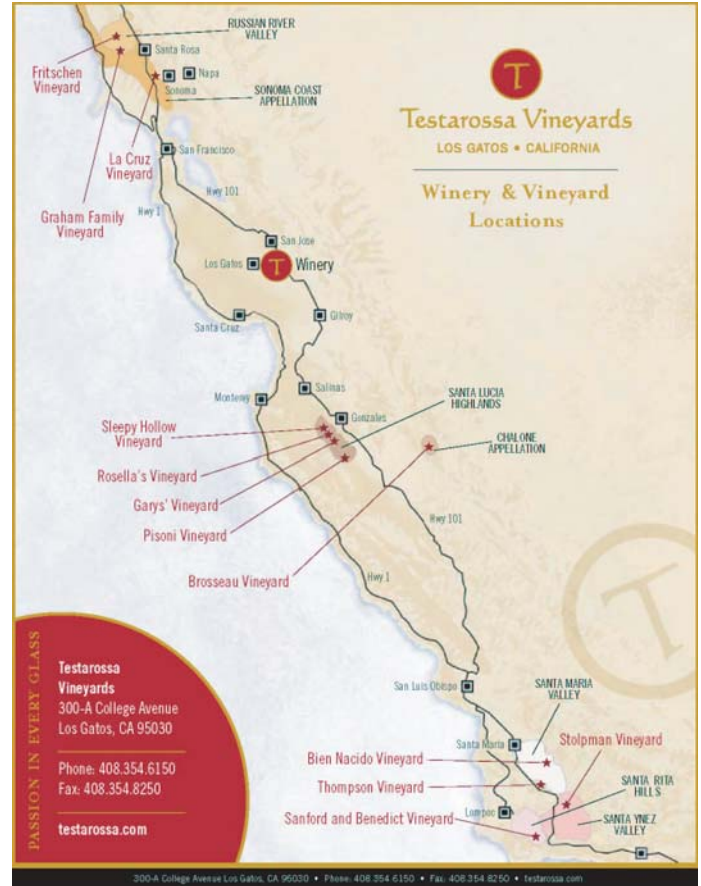 RUSSIAN RIVER
VALLEY
Santa Rosa
Fritschen
Vineyard
Napa
Sonoma
SONOMA COAST
APPELLATION
La Cruz
Vineyard
San Francisco
Graham Family
Vineyard
Hwy 1
Hwy 101
T
Testarossa Vineyards
LOS GATOS • CALIFORNIA
Winery & Vineyard
Locations
San Jose
Los Gatos
T
Winery
Santa Cruz
Gilroy
Salinas
Monterey
SANTA LUCIA
HIGHLANDS
Gonzales
Sleepy Hollow
Vineyard
CHALONE
APPELLATION
Rosella's Vineyard
Garys' Vineyard
Pisoni Vineyard
Hwy 101
Brosseau Vineyard
Hwy 1
T
San Luis Obispo
SANTA MARIA
VALLEY
Santa Maria
Stolpman Vineyard
Bien Nacido Vineyard
Thompson Vineyard
SANTA RITA
HILLS
Lompoc
Sanford and Benedict Vineyard
SANTA YNEZ
VALLEY
PASSION IN EVERY GLASS
Testarossa
Vineyards
300-A College Avenue
Los Gatos, CA 95030
Phone: 408.354.6150
Fax: 408.354.8250
testarossa.com
300-A College Avenue Los Gatos, CA 95030 • Phone: 408.354.6150 • Fax: 408.354.8250 • testarossa.com